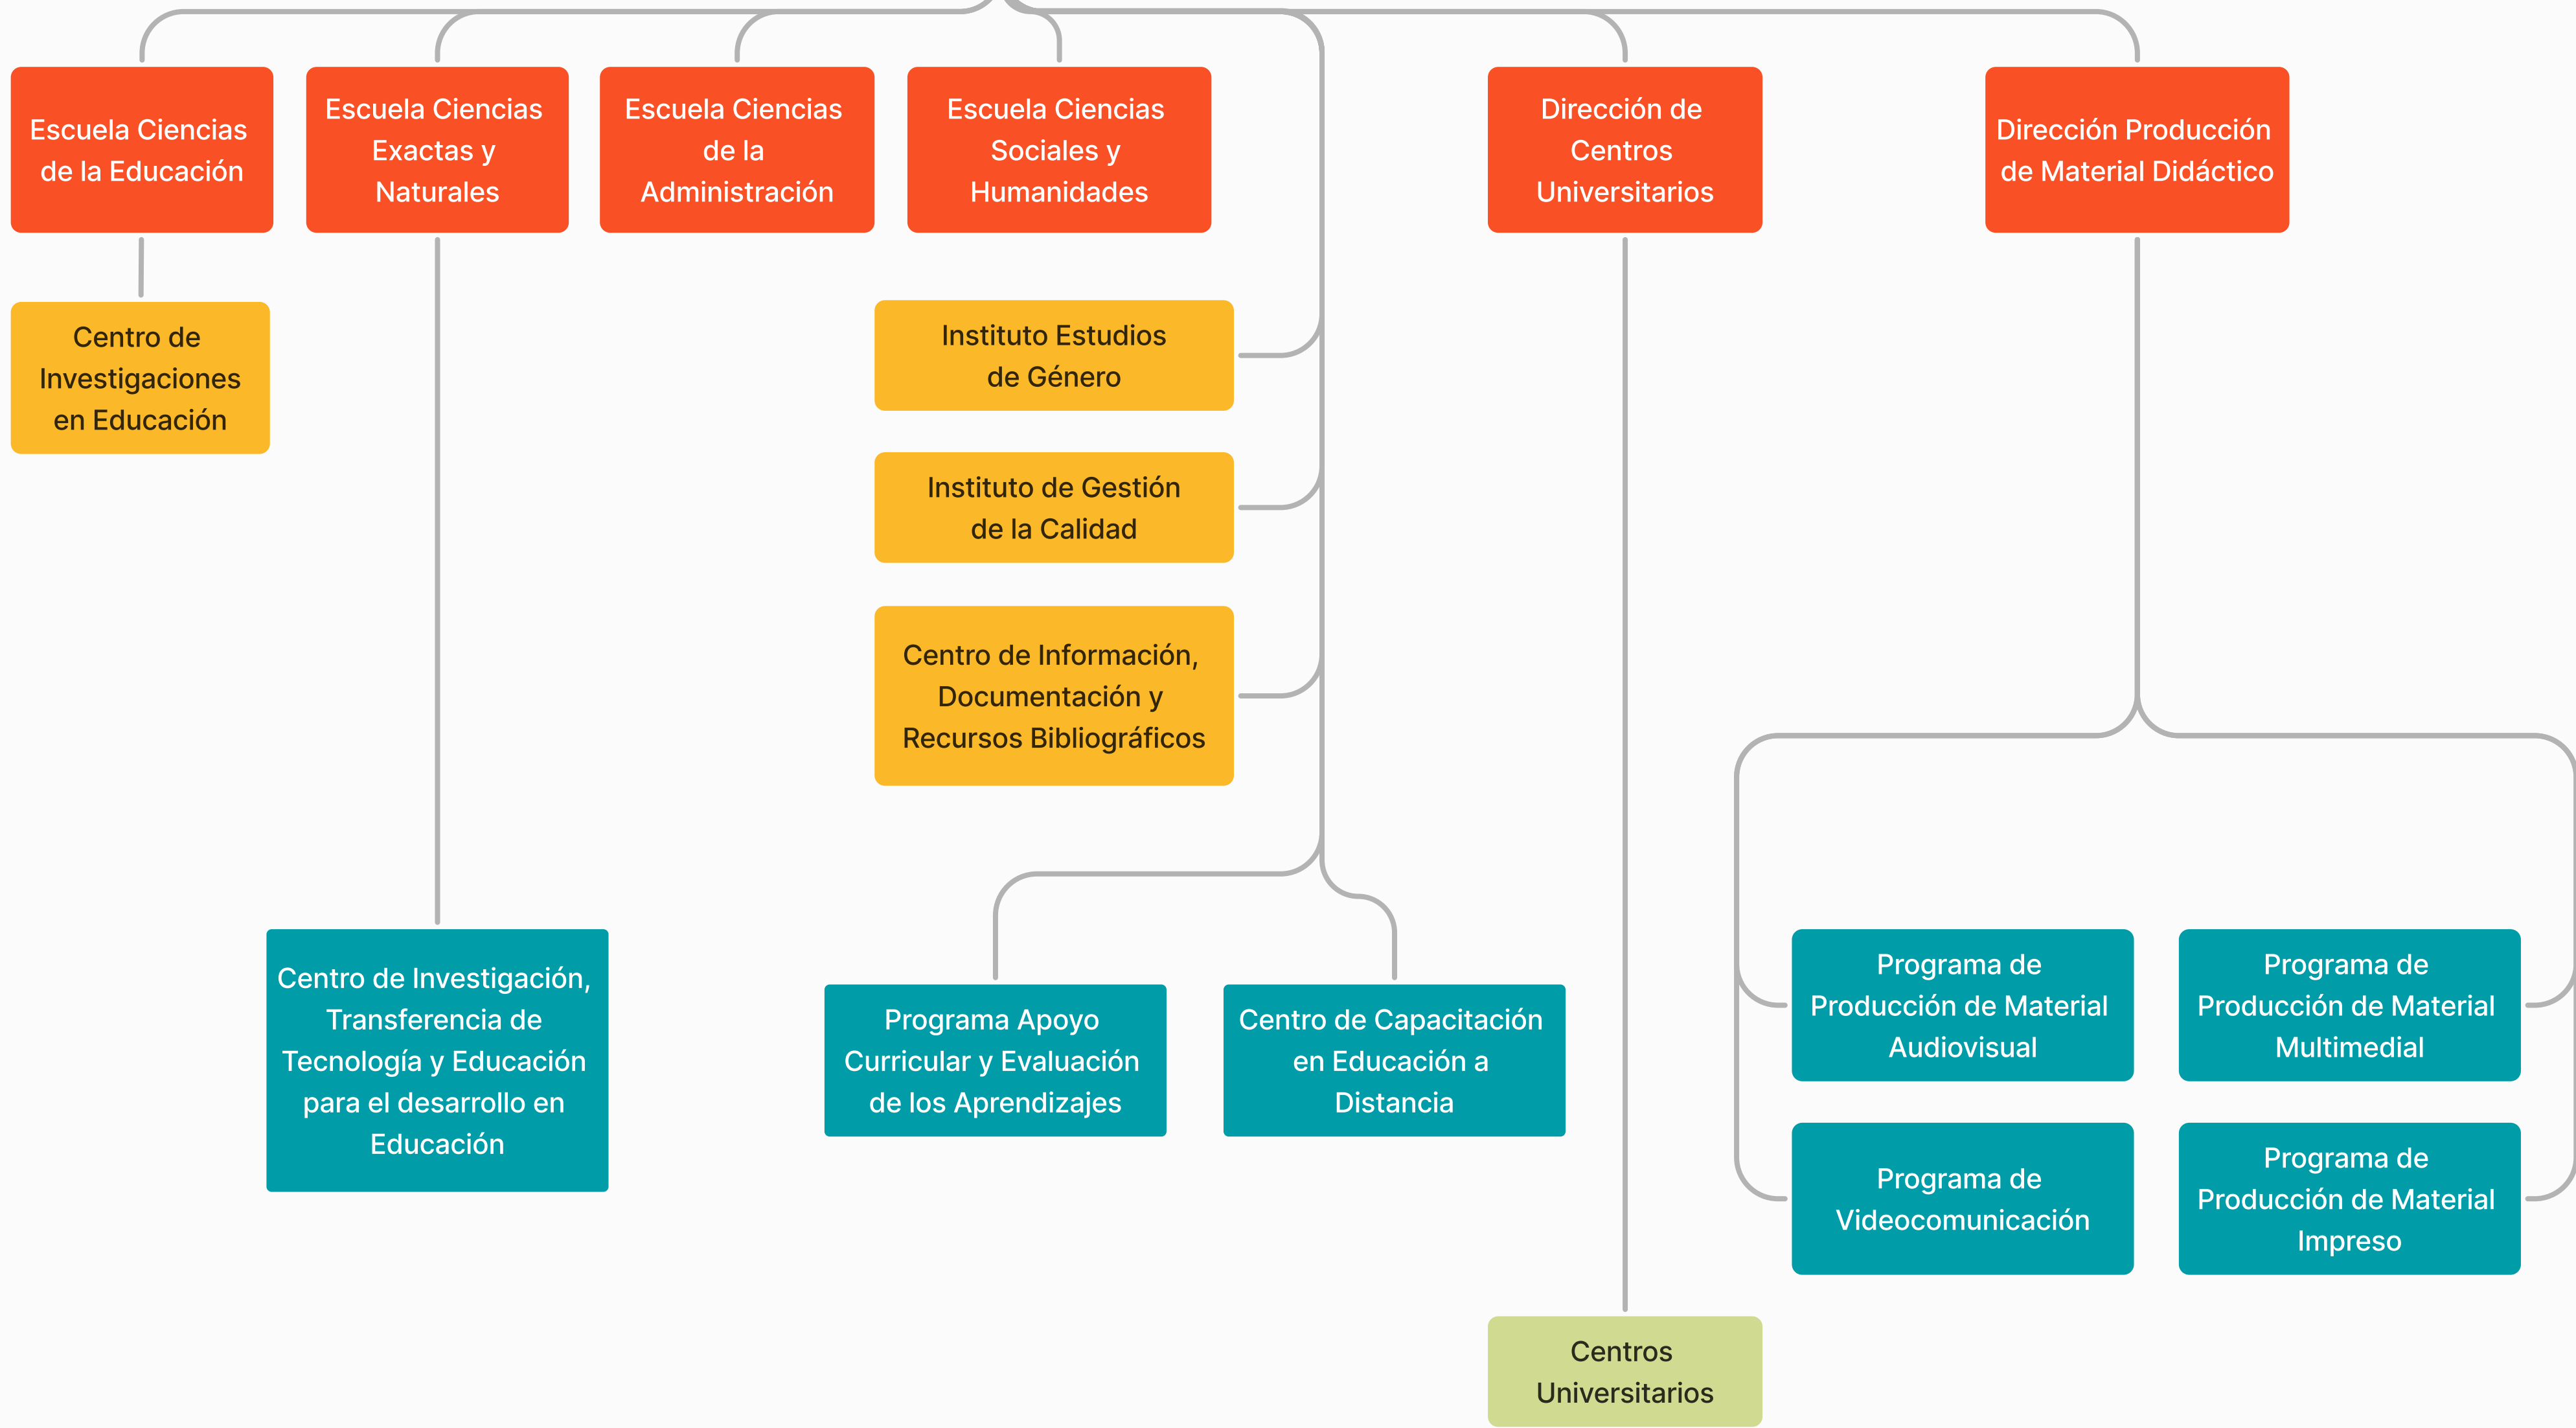 Escuela Ciencias
de la Educación
Escuela Ciencias
Exactas y
Naturales
Escuela Ciencias
de la
Administración
Escuela Ciencias
Sociales y
Humanidades
Dirección de
Centros
Universitarios
Dirección Producción
de Material Didáctico
Centro de
Investigaciones
en Educación
Instituto Estudios
de Género
Instituto de Gestión
de la Calidad
Centro de Información,
Documentación y
Recursos Bibliográficos
Centro de Investigación,
Transferencia de
Tecnología y Educación
para el desarrollo en
Educación
Programa Apoyo
Curricular y Evaluación
de los Aprendizajes
Centro de Capacitación
en Educación a
Distancia
Programa de
Producción de Material
Audiovisual
Programa de
Producción de Material
Multimedial
Programa de
Videocomunicación
Programa de
Producción de Material
Impreso
Centros
Universitarios